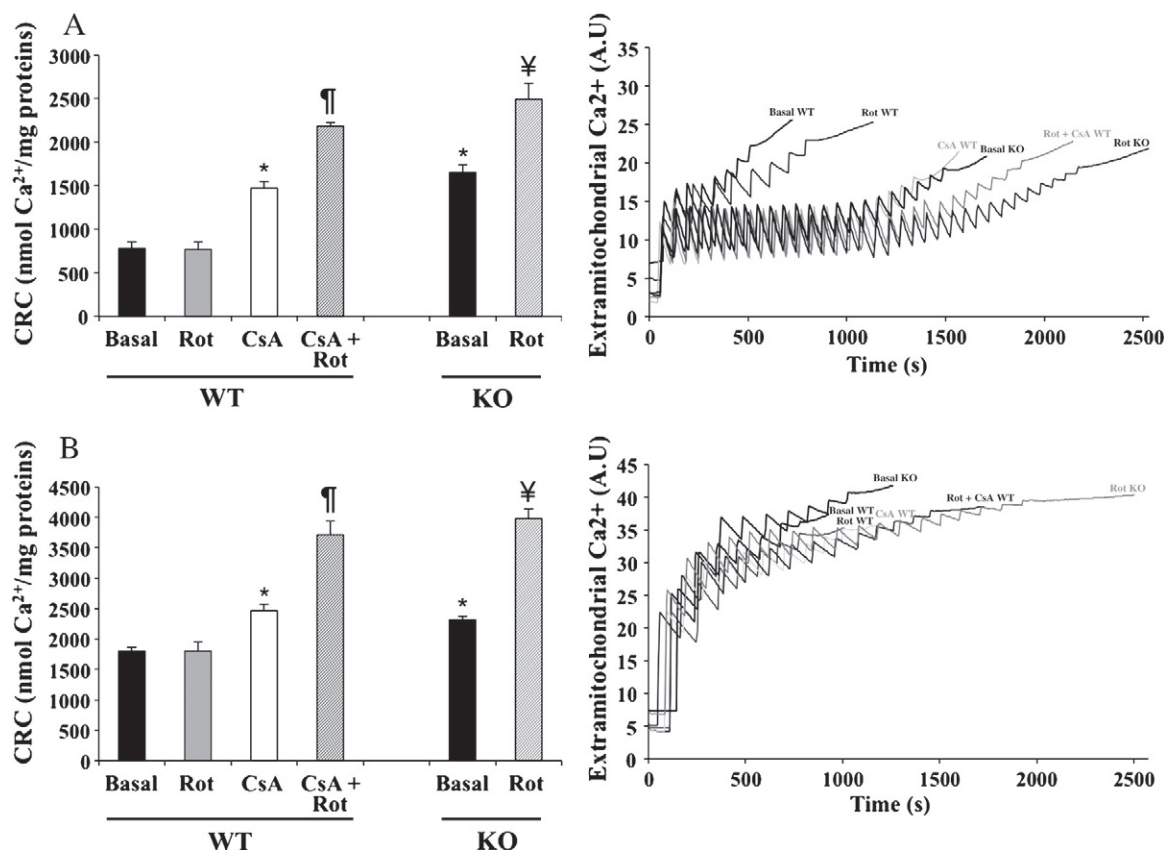 A
CRC (nmol Ca²⁺/mg proteins)
3000
2500
2000
1500
1000
500
0
¶
¥
*
*
Basal Rot CsA CsA + Rot Basal Rot
WT KO
Extramitochondrial Ca2+ (A.U)
35
30
25
20
15
10
5
0
Basal WT
Rot WT
CsA WT
Basal KO
Rot + CsA WT
Rot KO
0 500 1000 1500 2000 2500
Time (s)
B
CRC (nmol Ca²⁺/mg proteins)
4500
4000
3500
3000
2500
2000
1500
1000
500
0
¶
¥
*
*
Basal Rot CsA CsA + Rot Basal Rot
WT KO
Extramitochondrial Ca2+ (A.U)
45
40
35
30
25
20
15
10
5
0
Basal KO
Basal WT
Rot WT
CsA WT
Rot + CsA WT
Rot KO
0 500 1000 1500 2000 2500
Time (s)